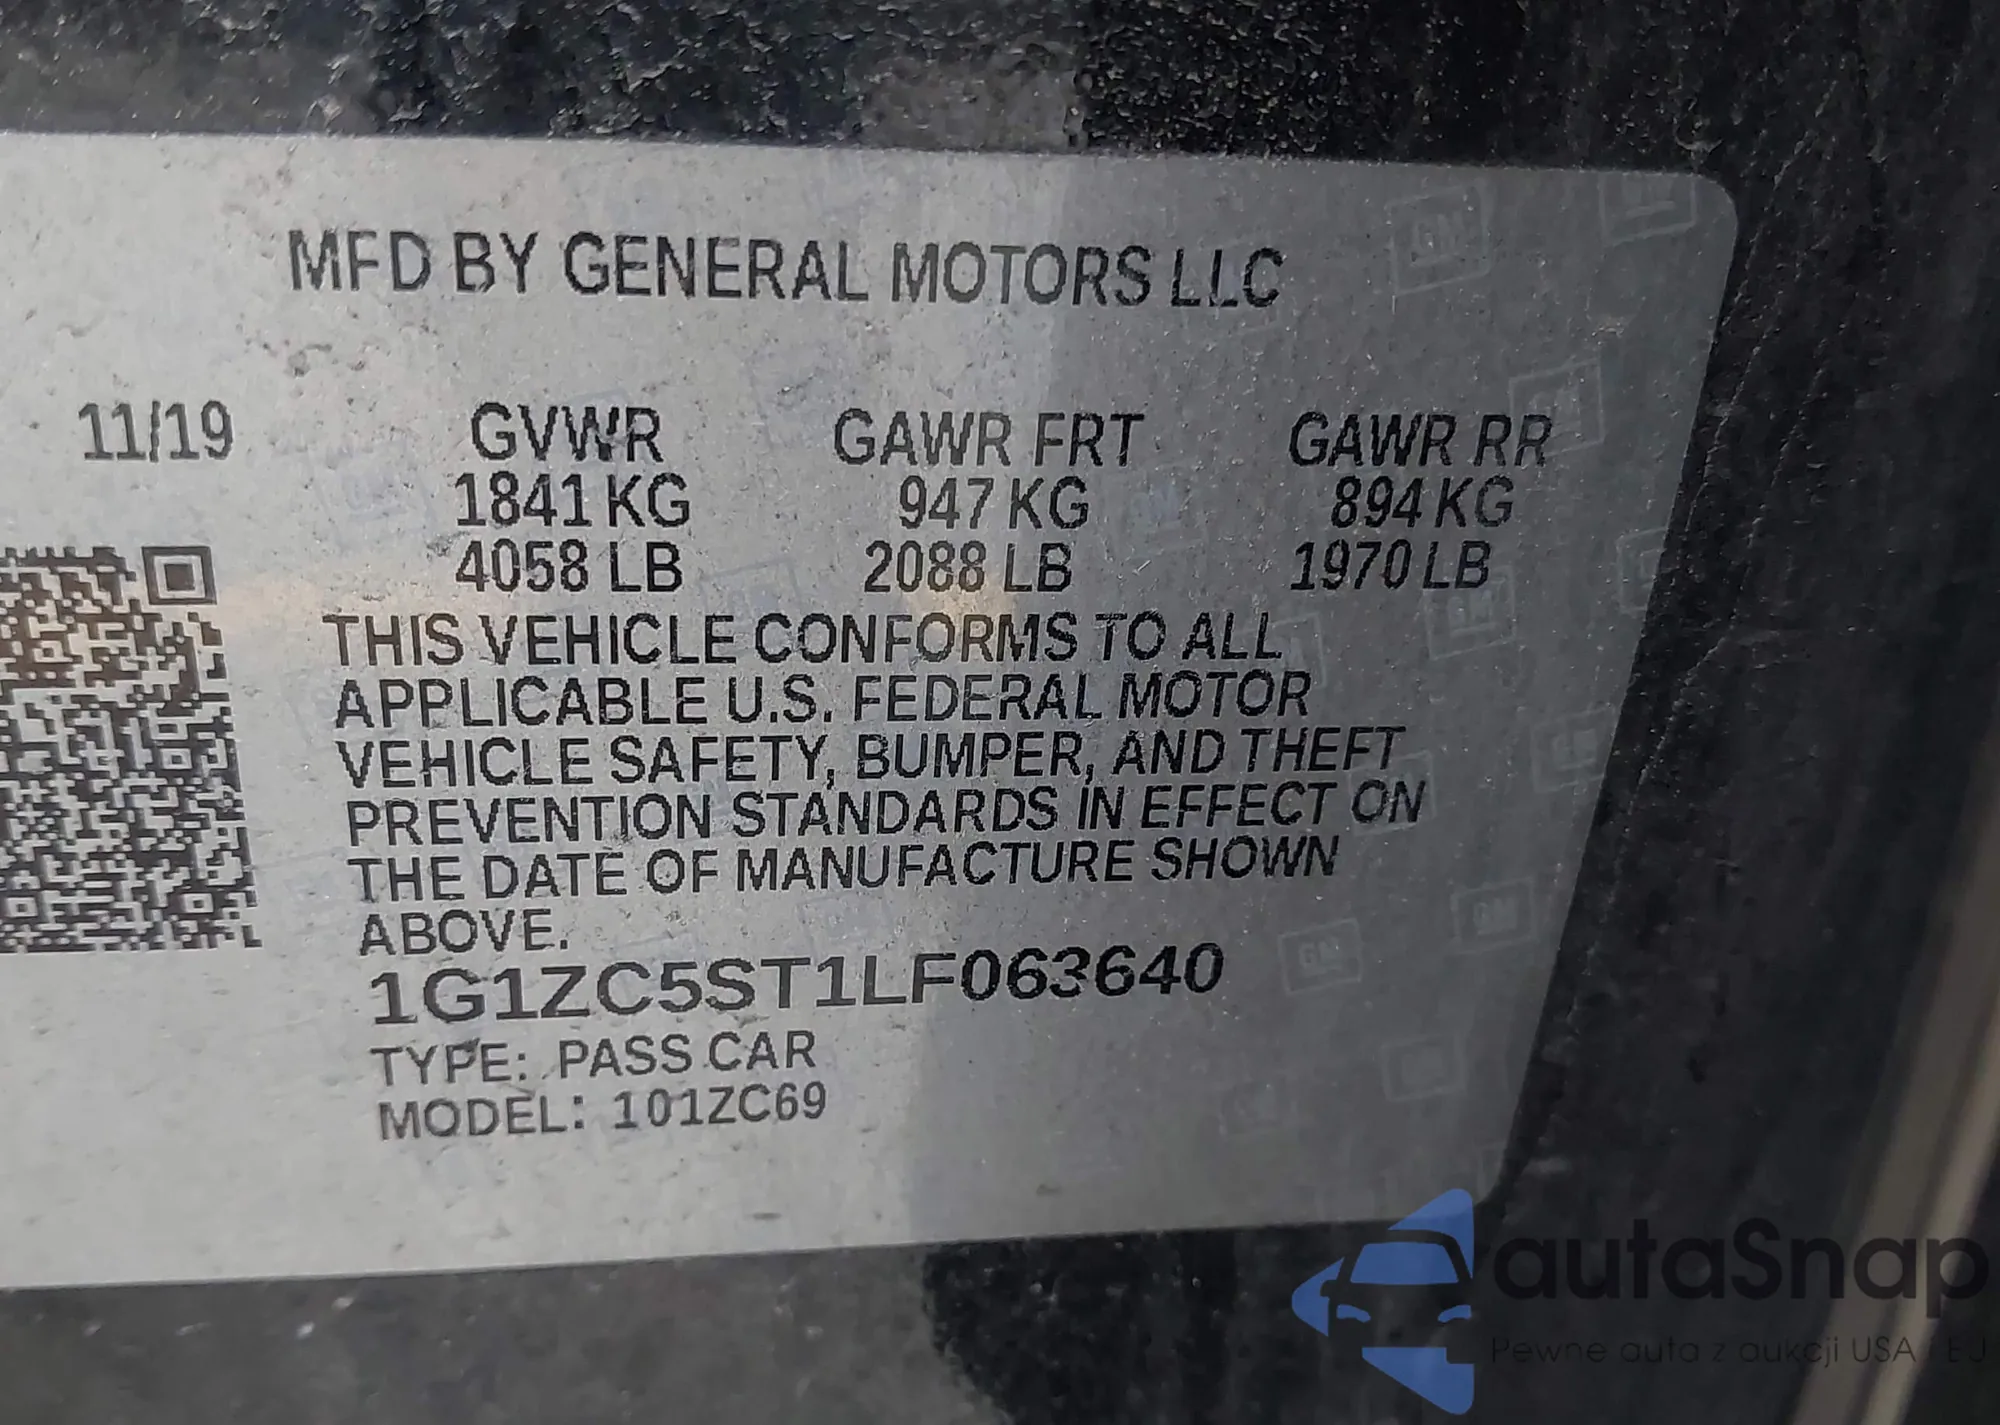 MFD BY GENERAL MOTORS LLC
11/19 GVWR GAWR FRT GAWR RR
1841 KG 947 KG 894 KG
4058 LB 2088 LB 1970 LB
THIS VEHICLE CONFORMS TO ALL
APPLICABLE U.S. FEDERAL MOTOR
VEHICLE SAFETY, BUMPER, AND THEFT
PREVENTION STANDARDS IN EFFECT ON
THE DATE OF MANUFACTURE SHOWN
ABOVE.
1G1ZC5ST1LF063640
TYPE: PASS CAR
MODEL: 101ZC69
autaSnap
Pewne auta z aukcji USA i EU